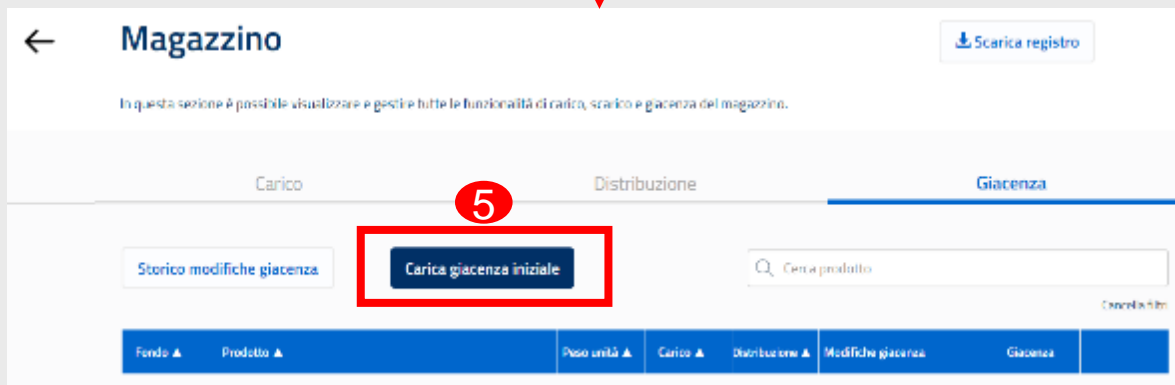 Magazzino
Scarica registro
In questa sezione è possibile visualizzare e gestire tutte le funzionalità di carico, scarico e giacenza del magazzino.
Carico
Distribuzione
Giacenza
5
Storico modifiche giacenza
Carica giacenza iniziale
Cerca prodotto
Cancella filtri
Fondo ▲ Prodotto ▲ Peso unità ▲ Carico ▲ Distribuzione ▲ Modifiche giacenza Giacenza